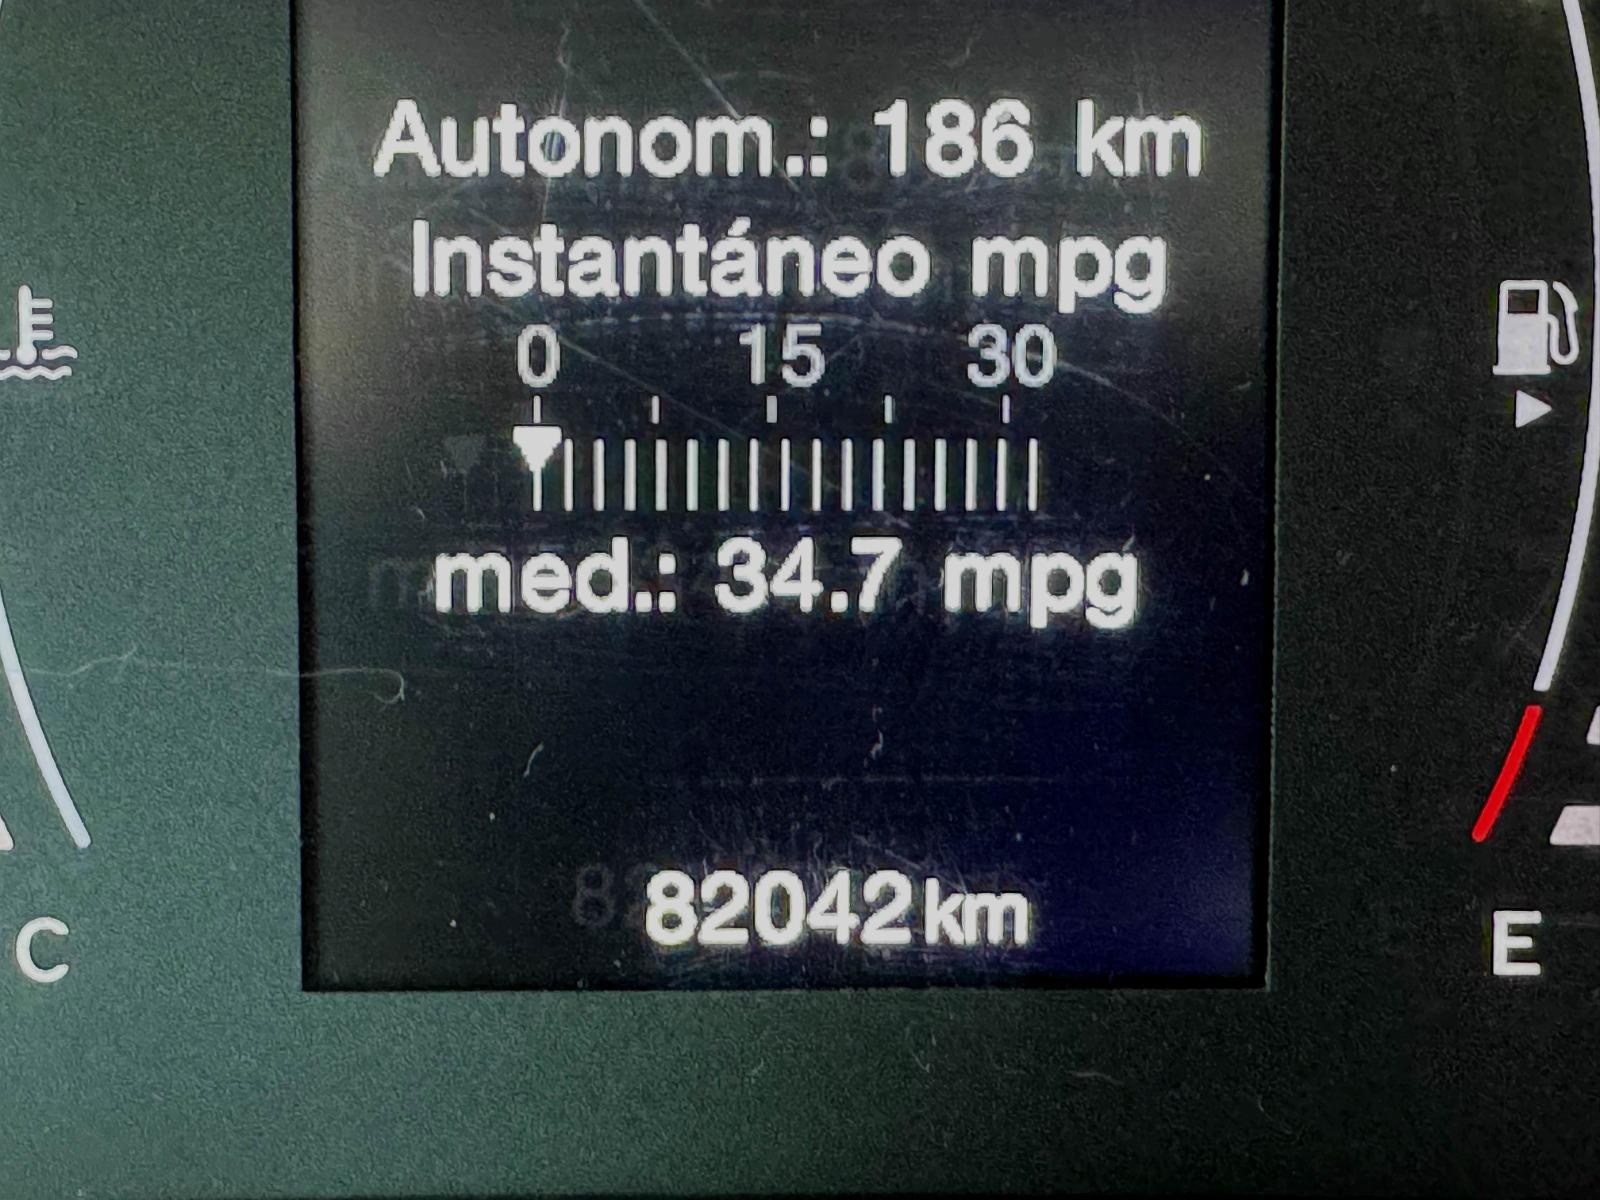 Autonom.: 186 km
Instantáneo mpg
0 15 30
med.: 34.7 mpg
82042km
C
E